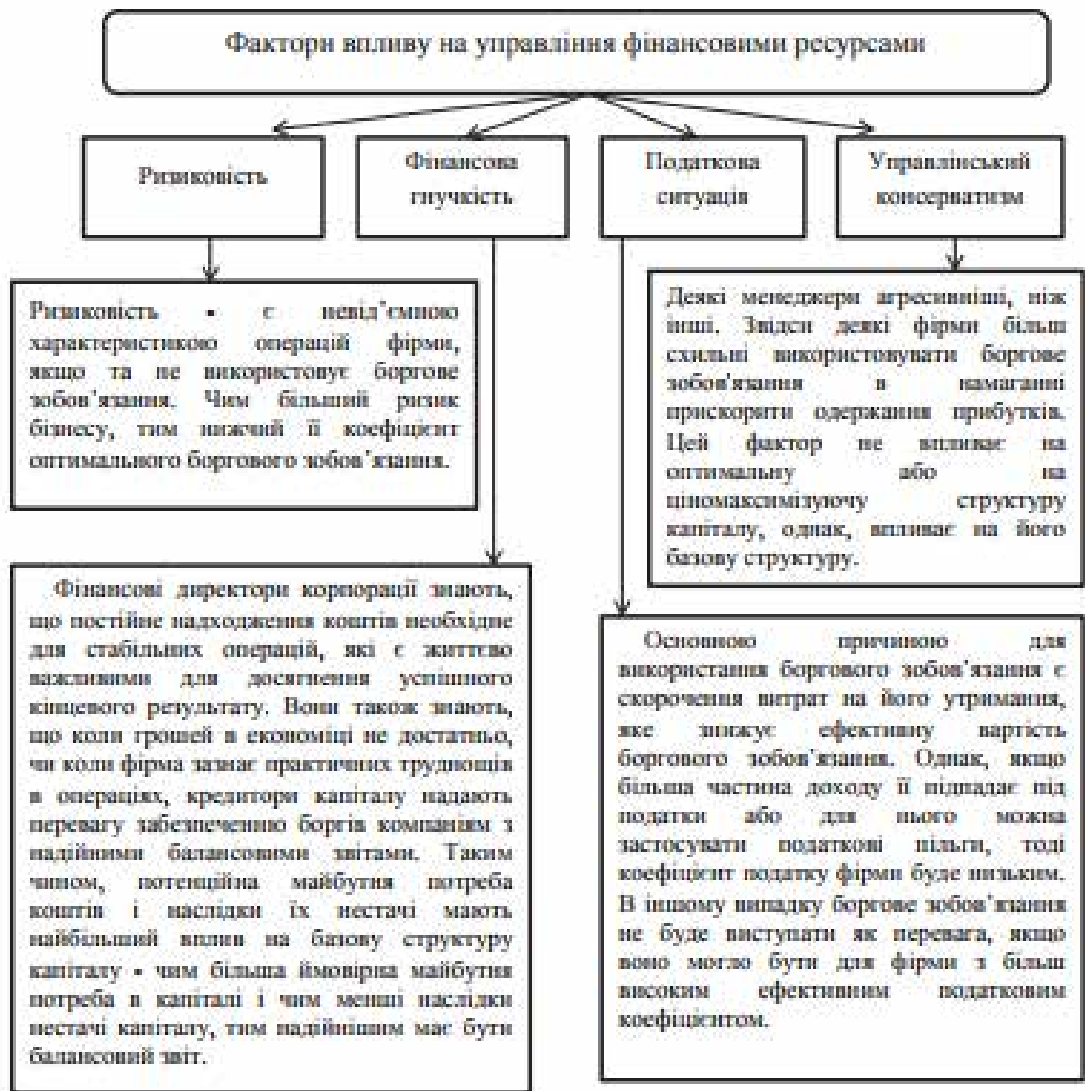 Фактори впливу на управління фінансовими ресурсами
Ризиковість
Фінансова
гнучкість
Податкова
ситуація
Управлінський
консерватизм
Ризиковість - є невід’ємною
характеристикою операцій фірми,
якщо та не використовує боргове
зобов’язання. Чим більший ризик
бізнесу, тим нижчий її коефіцієнт
оптимального боргового зобов’язання.
Деякі менеджери агресивніші, ніж
інші. Звідси деякі фірми більш
схильні використовувати боргове
зобов'язання в намаганні
прискорити одержання прибутків.
Цей фактор не впливає на
оптимальну або на
ціномаксимізуючу структуру
капіталу, однак, впливає на його
базову структуру.
Фінансові директори корпорації знають,
що постійне надходження коштів необхідне
для стабільних операцій, які є життєво
важливими для досягнення успішного
кінцевого результату. Вони також знають,
що коли грошей в економіці не достатньо,
чи коли фірма зазнає практичних труднощів
в операціях, кредитори капіталу надають
перевагу забезпеченню боргів компаніям з
надійними балансовими звітами. Таким
чином, потенційна майбутня потреба
коштів і наслідки їх нестачі мають
найбільший вплив на базову структуру
капіталу - чим більша ймовірна майбутня
потреба в капіталі і чим менші наслідки
нестачі капіталу, тим надійнішим має бути
балансовий звіт.
Основною причиною для
використання боргового зобов’язання є
скорочення витрат на його утримання,
яке знижує ефективну вартість
боргового зобов’язання. Однак, якщо
більша частина доходу її підпадає під
податки або для нього можна
застосувати податкові пільги, тоді
коефіцієнт податку фірми буде низьким.
В іншому випадку боргове зобов’язання
не буде виступати як перевага, якщо
воно могло бути для фірми з більш
високим ефективним податковим
коефіцієнтом.